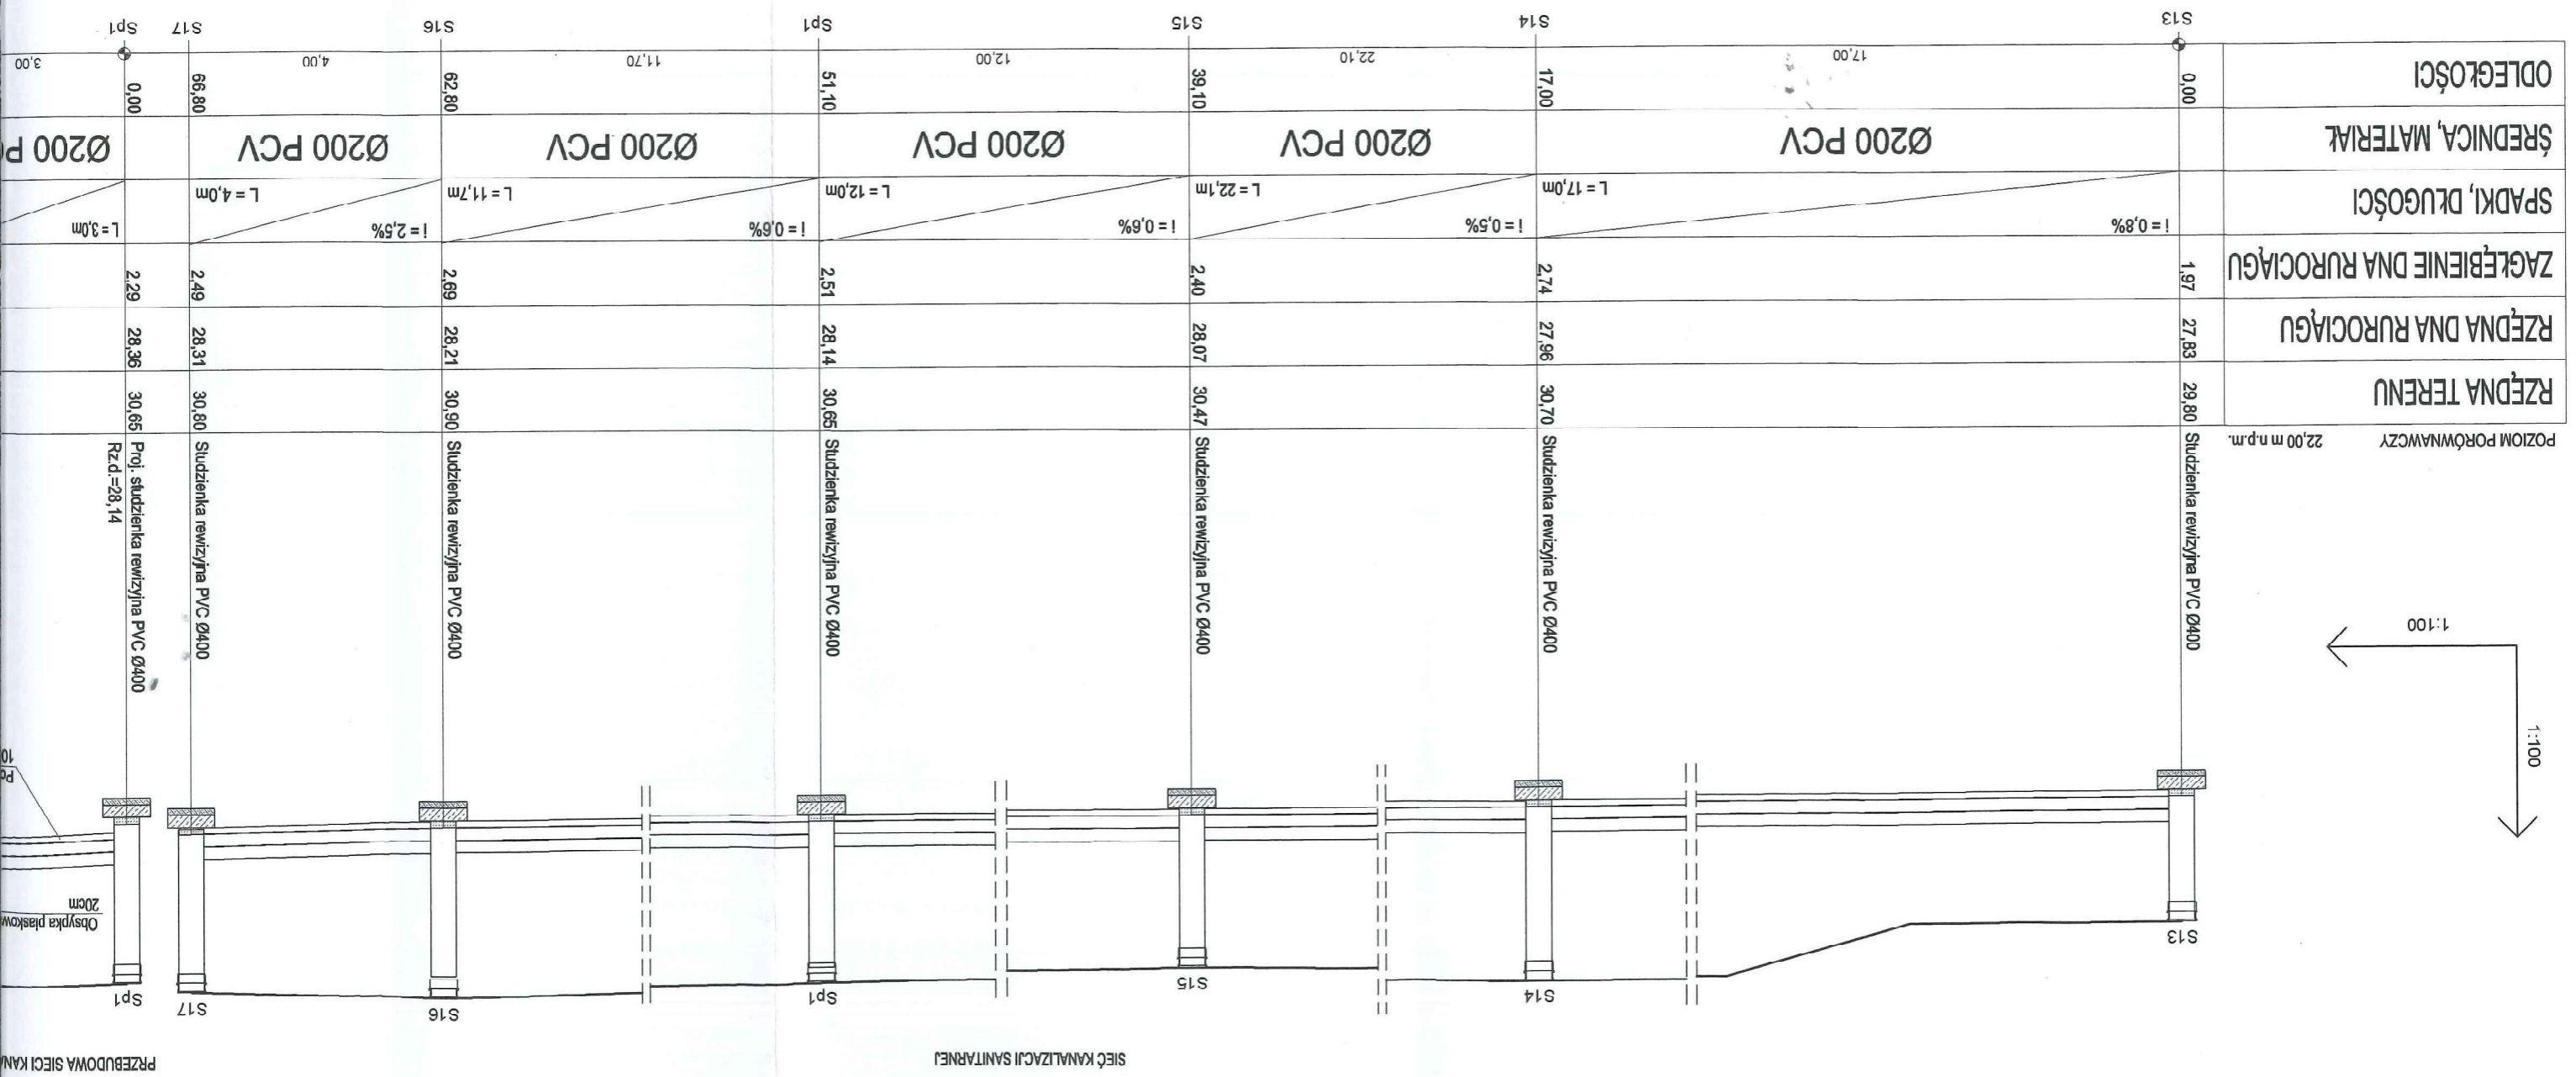 SIEĆ KANALIZACJI SANITARNEJ
PRZEBUDOWA SIECI
S13
S14
S15
Sp1
S16
S17
Sp1
Obsypka
20cm
10
1:100
1:100
Studzienka rewizyjna PVC Ø400
Studzienka rewizyjna PVC Ø400
Studzienka rewizyjna PVC Ø400
Studzienka rewizyjna PVC Ø400
Studzienka rewizyjna PVC Ø400
Studzienka rewizyjna PVC Ø400
Proj. studzienka rewizyjna PVC Ø400
Rz.d.=28,14
POZIOM PORÓWNAWCZY 22,00 m n.p.m.
RZĘDNA TERENU 29,80 30,70 30,47 30,65 30,90 30,80 30,65
RZĘDNA DNA RUROCIĄGU 27,83 27,96 28,07 28,14 28,21 28,31 28,36
ZAGŁĘBIENIE DNA RUROCIĄGU 1,97 2,74 2,40 2,51 2,69 2,49 2,29
SPADKI, DŁUGOŚCI
i = 0,8% i = 0,5% i = 0,6% i = 0,6% i = 2,5% L = 3,0m
L = 17,0m L = 22,1m L = 12,0m L = 11,7m L = 4,0m
ŚREDNICA, MATERIAŁ Ø200 PCV Ø200 PCV Ø200 PCV Ø200 PCV Ø200 PCV Ø200
ODLEGŁOŚCI 0,00 17,00 39,10 51,10 62,80 66,80 0,00
17,00 22,10 12,00 11,70 4,00 3,00
S13 S14 S15 Sp1 S16 S17 Sp1